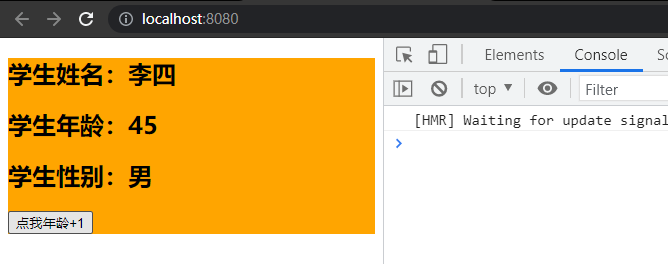 localhost:8080
Elements Console
top Filter
学生姓名：李四
[HMR] Waiting for update signal
学生年龄：45
学生性别：男
点我年龄+1